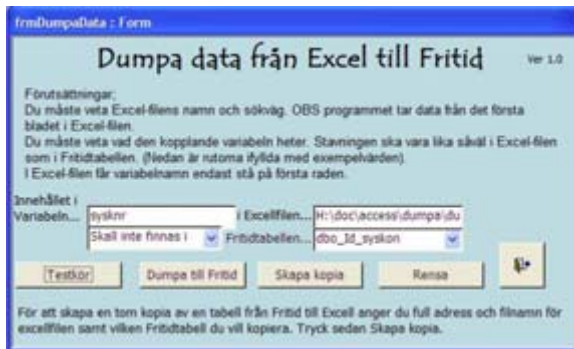 frmDumpaData : Form
Dumpa data från Excel till Fritid
Ver 1.0
Förutsättningar;
Du måste veta Excel-filens namn och sökväg. OBS programmet tar data från det första
bladet i Excel-filen.
Du måste veta vad den kopplande variabeln heter. Stavningen ska vara lika såväl i Excel-filen
som i Fritidtabellen. (Nedan är rutorna ifyllda med exempelvärden).
I Excel-filen får variabelnamn endast stå på första raden.
Innehållet i
Variabeln... sysknr i Excellfilen... H:\doc\access\dumpa\du
Skall inte finnas i Fritidtabellen... dbo_Id_syskon
Testkör Dumpa till Fritid Skapa kopia Rensa
För att skapa en tom kopia av en tabell från Fritid till Excell anger du full adress och filnamn för
excellfilen samt vilken Fritidtabell du vill kopiera. Tryck sedan Skapa kopia.